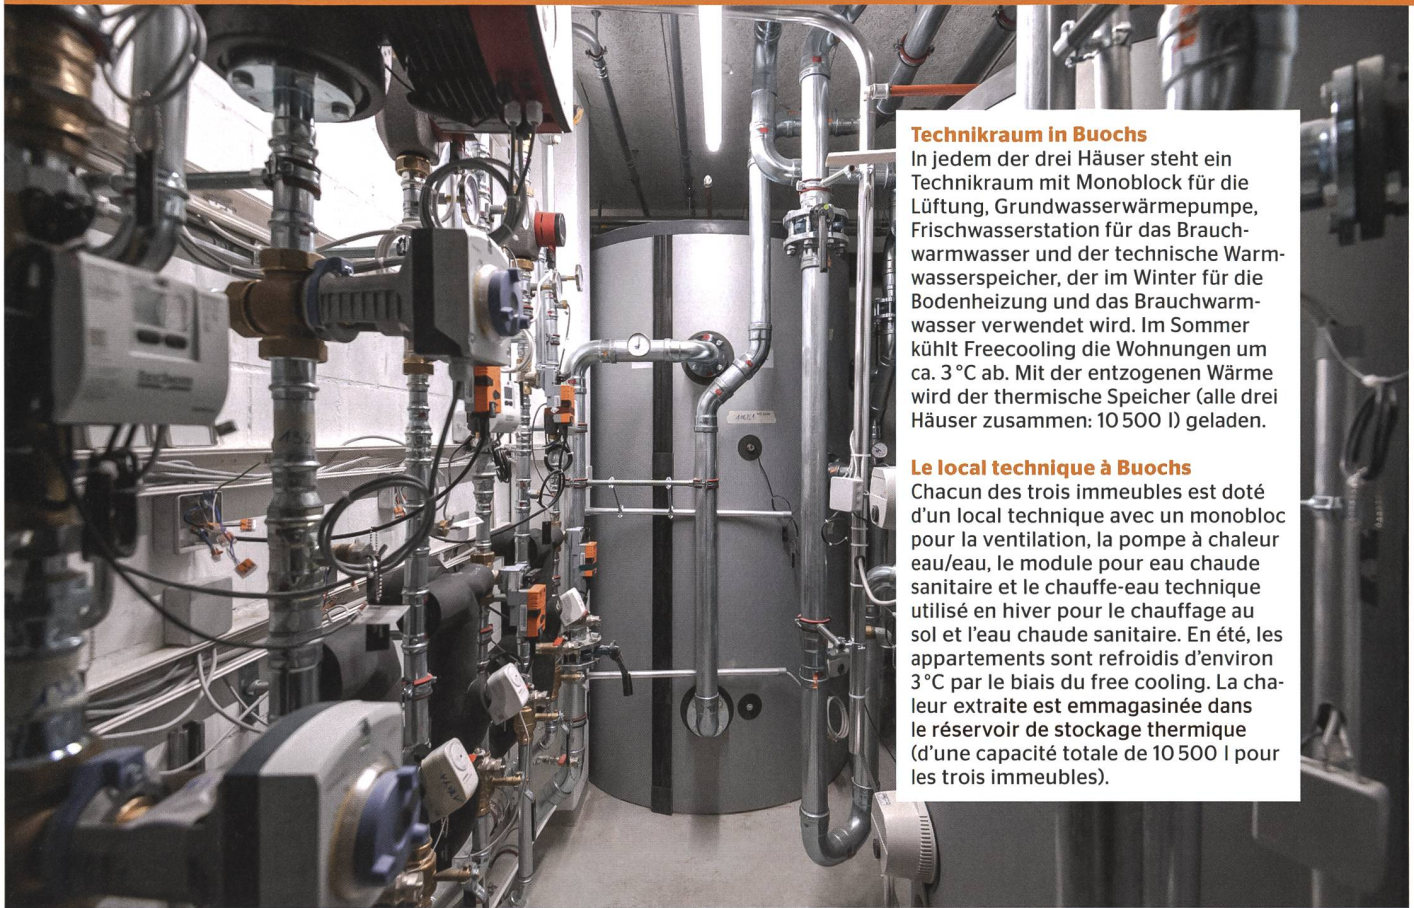 Technikraum in Buochs
In jedem der drei Häuser steht ein
Technikraum mit Monoblock für die
Lüftung, Grundwasserwärmepumpe,
Frischwasserstation für das Brauch-
warmwasser und der technische Warm-
wasserspeicher, der im Winter für die
Bodenheizung und das Brauchwarm-
wasser verwendet wird. Im Sommer
kühlt Freecooling die Wohnungen um
ca. 3 °C ab. Mit der entzogenen Wärme
wird der thermische Speicher (alle drei
Häuser zusammen: 10 500 l) geladen.
Le local technique à Buochs
Chacun des trois immeubles est doté
d'un local technique avec un monobloc
pour la ventilation, la pompe à chaleur
eau/eau, le module pour eau chaude
sanitaire et le chauffe-eau technique
utilisé en hiver pour le chauffage au
sol et l'eau chaude sanitaire. En été, les
appartements sont refroidis d'environ
3 °C par le biais du free cooling. La cha-
leur extraite est emmagasinée dans
le réservoir de stockage thermique
(d'une capacité totale de 10 500 l pour
les trois immeubles).
132